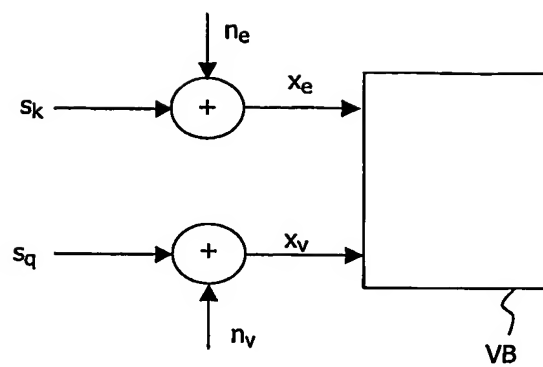 n_e
s_k + x_e
s_q + x_v
n_v
VB